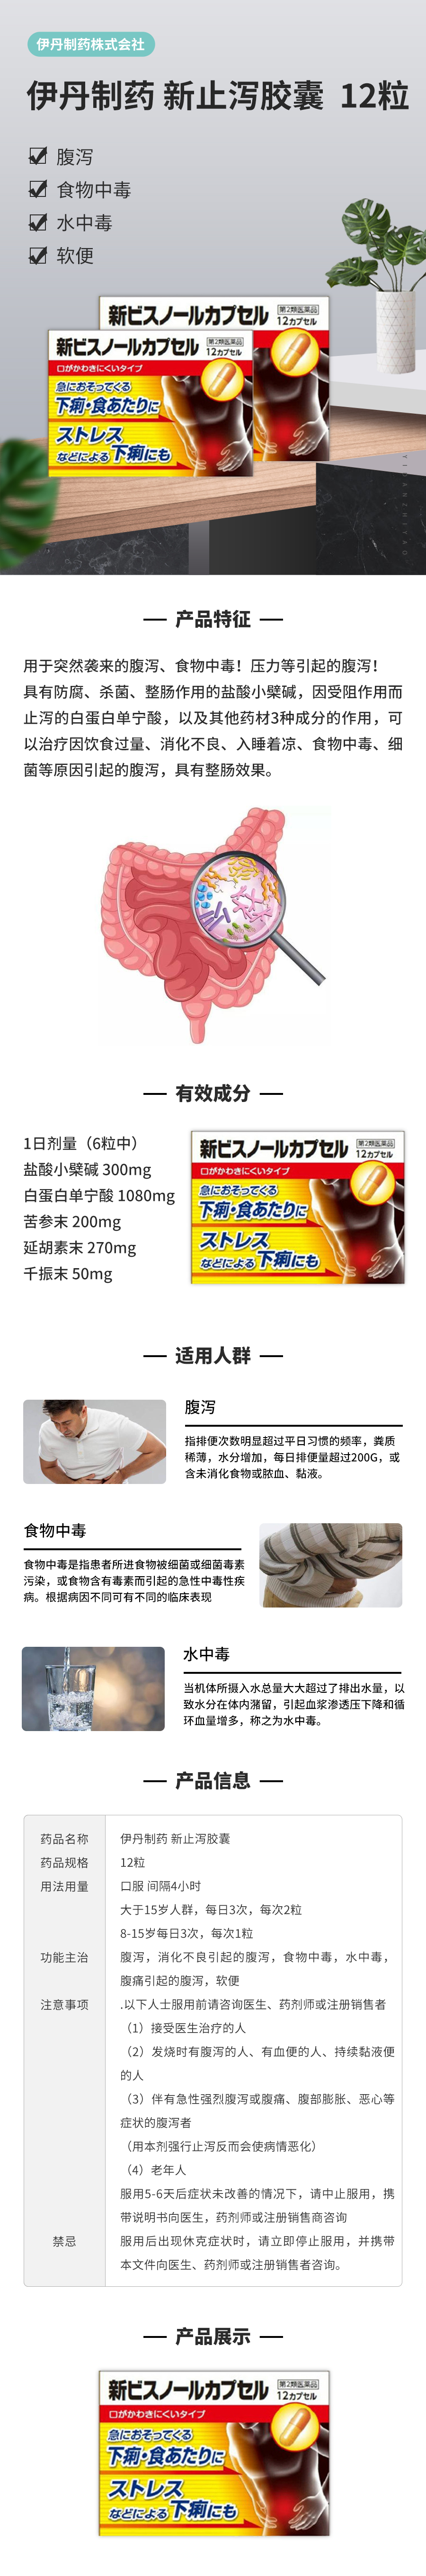 伊丹制药株式会社
伊丹制药 新止泻胶囊 12粒
腹泻
食物中毒
水中毒
软便
新ビスノールカプセル
第2類医薬品
12カプセル
新ビスノールカプセル
第2類医薬品
12カプセル
口がかわきにくいタイプ
急におそってくる
下痢・食あたりに
ストレス
などによる下痢にも
YIDANZHIYAO
产品特征
用于突然袭来的腹泻、食物中毒！压力等引起的腹泻！
具有防腐、杀菌、整肠作用的盐酸小檗碱，因受阻作用而
止泻的白蛋白单宁酸，以及其他药材3种成分的作用，可
以治疗因饮食过量、消化不良、入睡着凉、食物中毒、细
菌等原因引起的腹泻，具有整肠效果。
有效成分
1日剂量（6粒中）
盐酸小檗碱 300mg
白蛋白单宁酸 1080mg
苦参末 200mg
延胡索末 270mg
千振末 50mg
新ビスノールカプセル
第2類医薬品
12カプセル
口がかわきにくいタイプ
急におそってくる
下痢・食あたりに
ストレス
などによる下痢にも
适用人群
腹泻
指排便次数明显超过平日习惯的频率，粪质
稀薄，水分增加，每日排便量超过200G，或
含未消化食物或脓血、黏液。
食物中毒
食物中毒是指患者所进食物被细菌或细菌毒素
污染，或食物含有毒素而引起的急性中毒性疾
病。根据病因不同可有不同的临床表现
水中毒
当机体所摄入水总量大大超过了排出水量，以
致水分在体内潴留，引起血浆渗透压下降和循
环血量增多，称之为水中毒。
产品信息
药品名称 伊丹制药 新止泻胶囊
药品规格 12粒
用法用量 口服 间隔4小时
大于15岁人群，每日3次，每次2粒
8-15岁每日3次，每次1粒
功能主治 腹泻，消化不良引起的腹泻，食物中毒，水中毒，
腹痛引起的腹泻，软便
注意事项 .以下人士服用前请咨询医生、药剂师或注册销售者
（1）接受医生治疗的人
（2）发烧时有腹泻的人、有血便的人、持续黏液便
的人
（3）伴有急性强烈腹泻或腹痛、腹部膨胀、恶心等
症状的腹泻者
（用本剂强行止泻反而会使病情恶化）
（4）老年人
服用5-6天后症状未改善的情况下，请中止服用，携
带说明书向医生，药剂师或注册销售商咨询
禁忌 服用后出现休克症状时，请立即停止服用，并携带
本文件向医生、药剂师或注册销售者咨询。
产品展示
新ビスノールカプセル
第2類医薬品
12カプセル
口がかわきにくいタイプ
急におそってくる
下痢・食あたりに
ストレス
などによる下痢にも